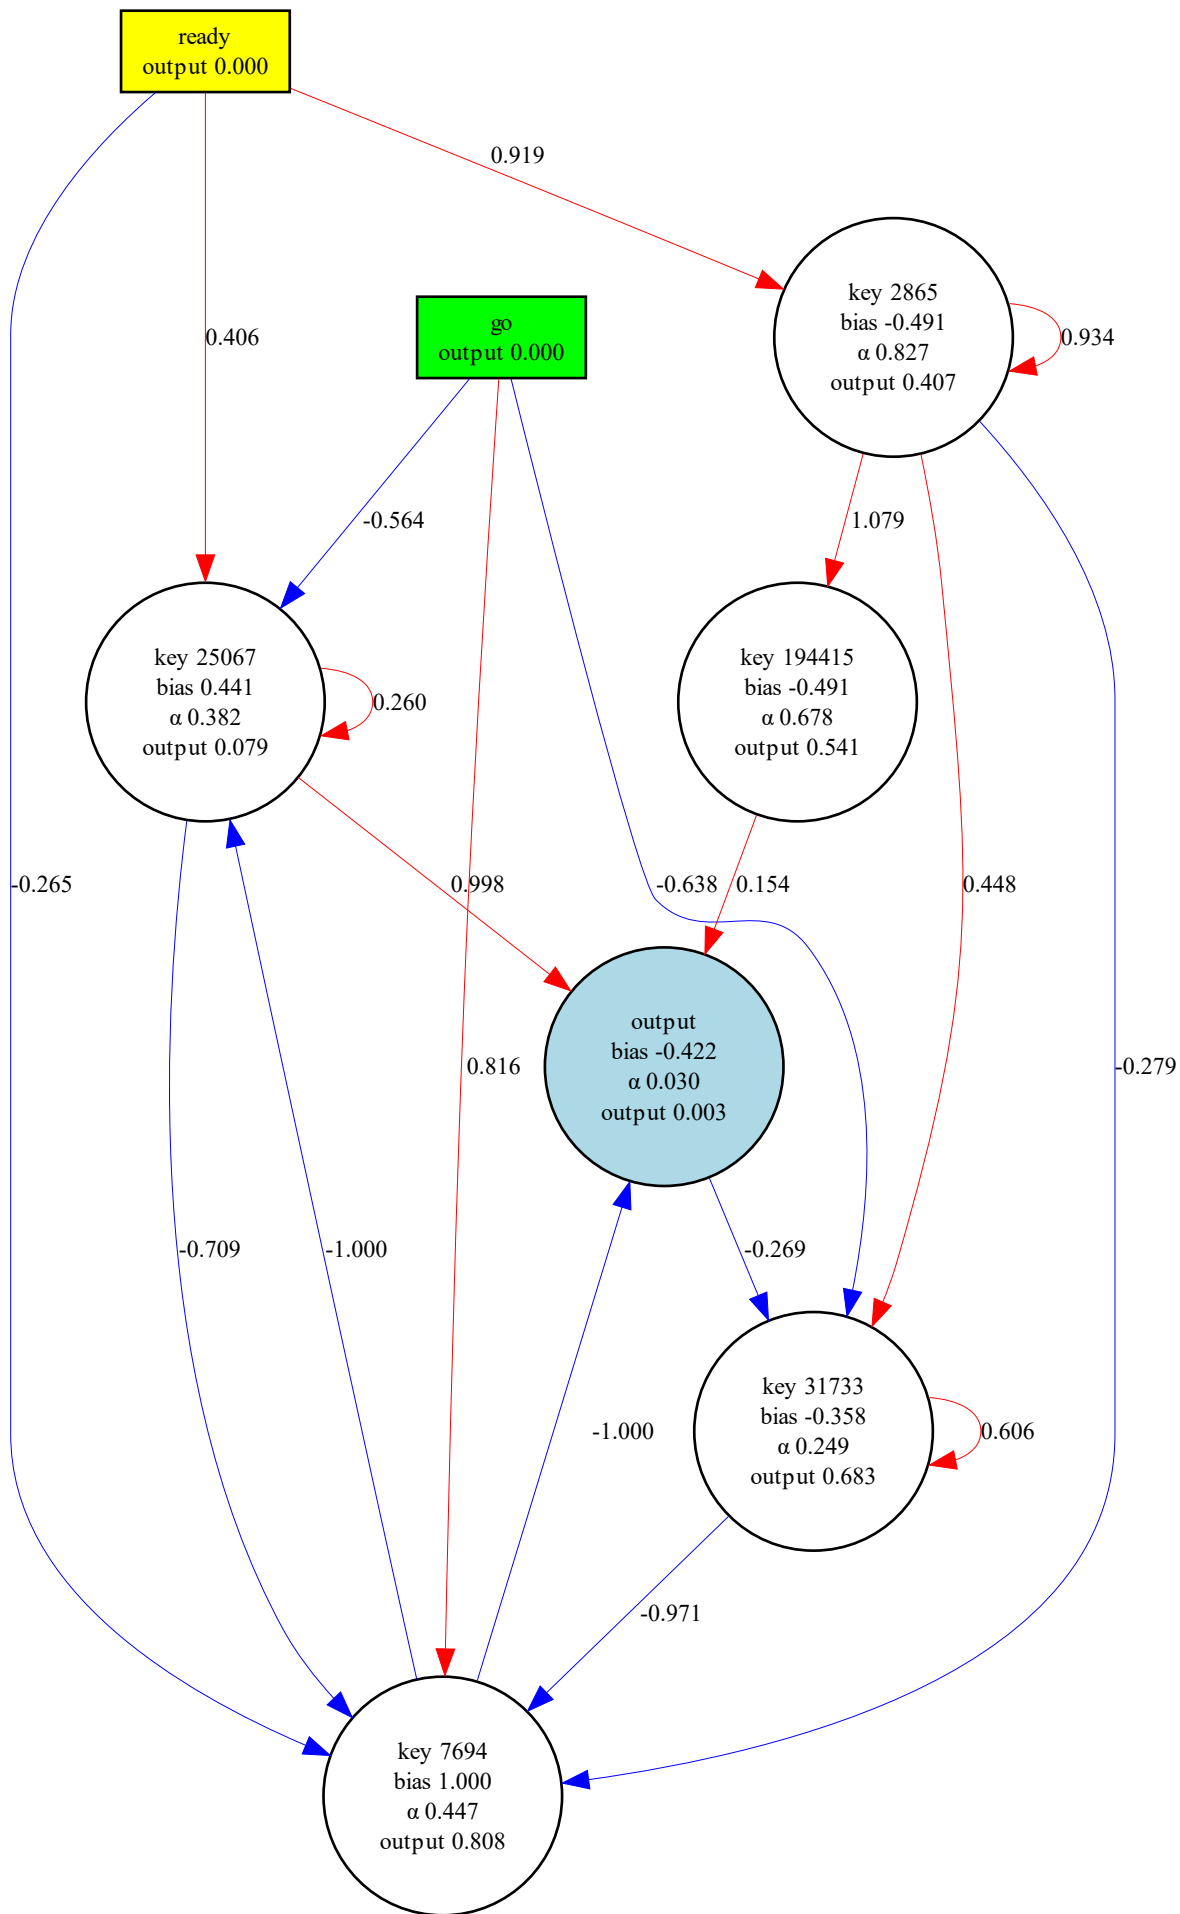 ready
output 0.000
0.919
key 2865
bias -0.491
α 0.827
output 0.407
0.934
go
output 0.000
0.406
-0.564
1.079
key 25067
bias 0.441
α 0.382
output 0.079
0.260
key 194415
bias -0.491
α 0.678
output 0.541
-0.265
0.998
-0.638
0.154
0.448
output
bias -0.422
α 0.030
output 0.003
0.816
-0.279
-0.709
-1.000
-0.269
key 31733
bias -0.358
α 0.249
output 0.683
-1.000
0.606
-0.971
key 7694
bias 1.000
α 0.447
output 0.808